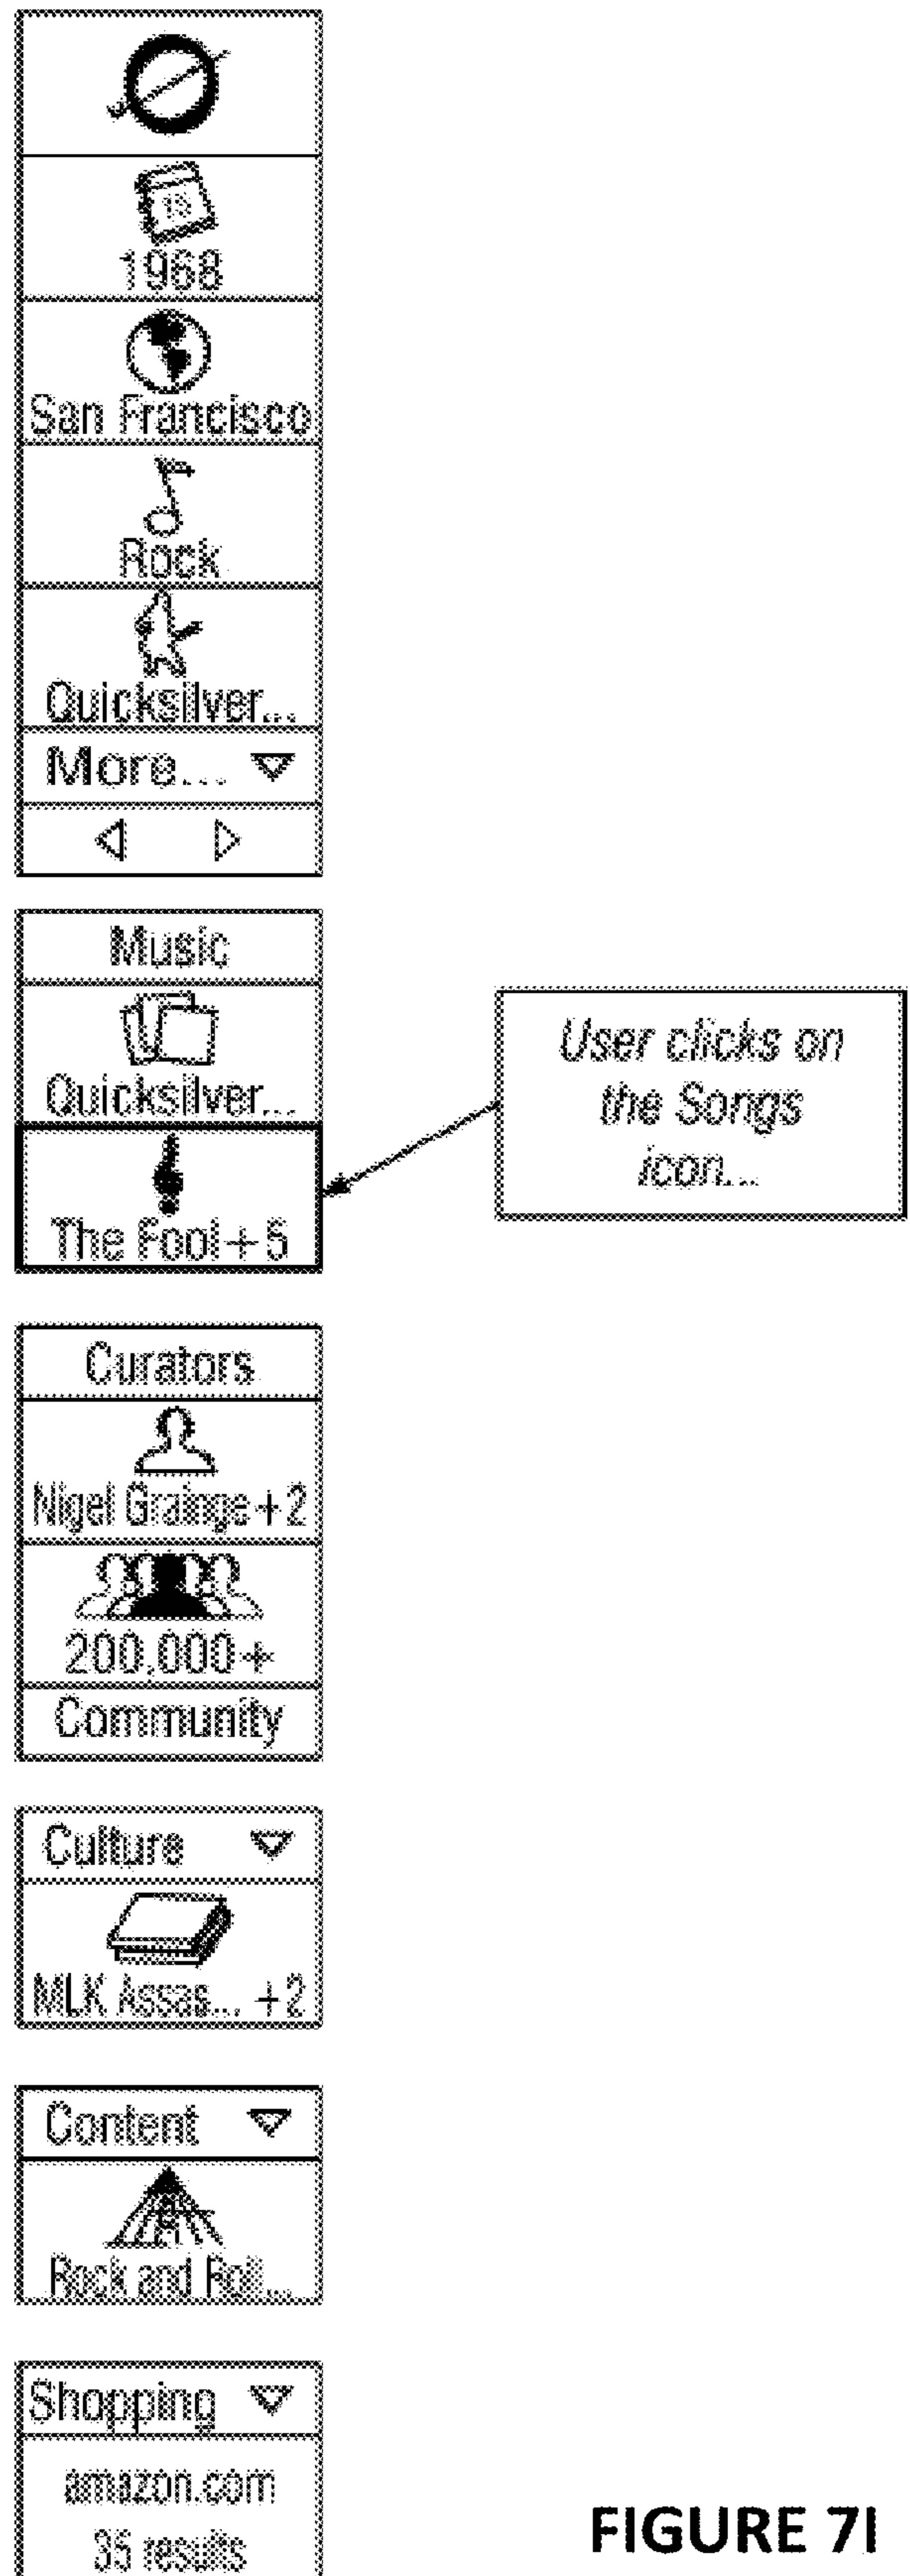 1968
San Francisco
Rock
Quicksilver...
More...
Music
Quicksilver...
The Fool + 5
User clicks on
the Songs
icon...
Curators
Nigel Grainge + 2
200,000+
Community
Culture
MLK Assas... +2
Content
Rock and Roll...
Shopping
amazon.com
35 results
FIGURE 7I